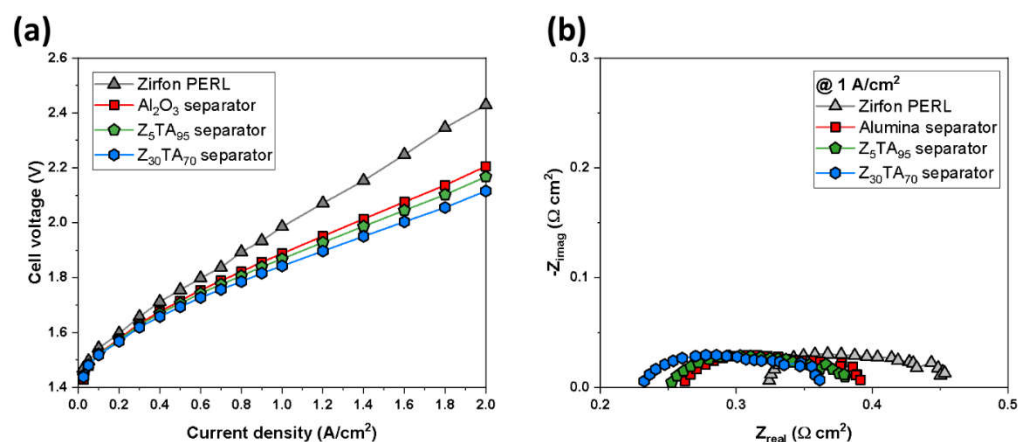 (a)
2.6
2.4
2.2
2.0
1.8
1.6
1.4
Cell voltage (V)
Zirfon PERL
Al₂O₃ separator
Z₅TA₉₅ separator
Z₃₀TA₇₀ separator
0.0 0.2 0.4 0.6 0.8 1.0 1.2 1.4 1.6 1.8 2.0
Current density (A/cm²)
(b)
0.3
0.2
0.1
0.0
-Z_imag (Ω cm²)
@ 1 A/cm²
Zirfon PERL
Alumina separator
Z₅TA₉₅ separator
Z₃₀TA₇₀ separator
0.2 0.3 0.4 0.5
Z_real (Ω cm²)